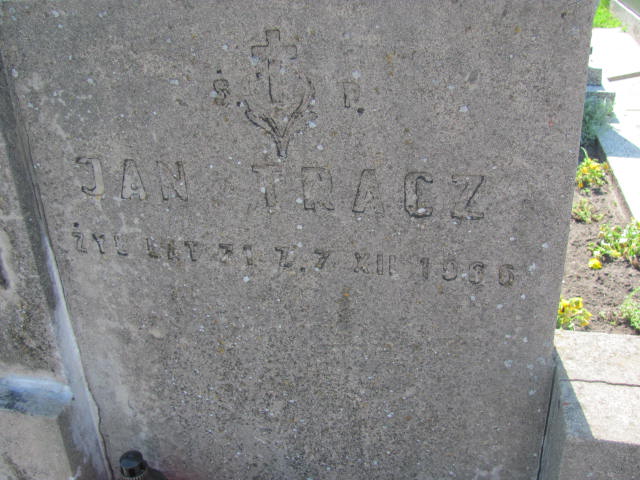 Ś. P.
JAN TRACZ
ŻYŁ LAT 71 Z. 7 XII 1966